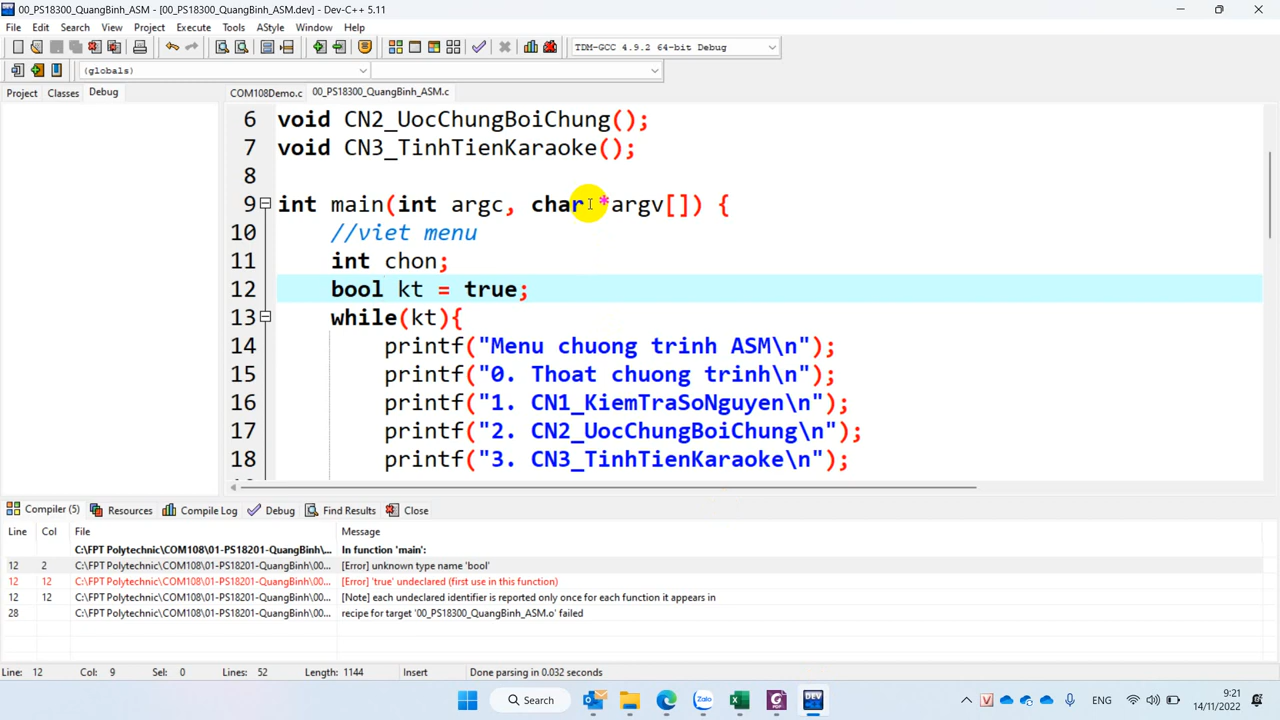 00_PS18300_QuangBinh_ASM - [00_PS18300_QuangBinh_ASM.dev] - Dev-C++ 5.11
File Edit Search View Project Execute Tools AStyle Window Help
TDM-GCC 4.9.2 64-bit Debug
(globals)
Project Classes Debug COM108Demo.c 00_PS18300_QuangBinh_ASM.c
6 void CN2_UocChungBoiChung();
7 void CN3_TinhTienKaraoke();
8
9 int main(int argc, char *argv[]) {
10 //viet menu
11 int chon;
12 bool kt = true;
13 while(kt){
14 printf("Menu chuong trinh ASM\n");
15 printf("0. Thoat chuong trinh\n");
16 printf("1. CN1_KiemTraSoNguyen\n");
17 printf("2. CN2_UocChungBoiChung\n");
18 printf("3. CN3_TinhTienKaraoke\n");
Compiler (5) Resources Compile Log Debug Find Results Close
Line Col File Message
C:\FPT Polytechnic\COM108\01-PS18201-QuangBinh\... In function 'main':
12 2 C:\FPT Polytechnic\COM108\01-PS18201-QuangBinh\00... [Error] unknown type name 'bool'
12 12 C:\FPT Polytechnic\COM108\01-PS18201-QuangBinh\00... [Error] 'true' undeclared (first use in this function)
12 12 C:\FPT Polytechnic\COM108\01-PS18201-QuangBinh\00... [Note] each undeclared identifier is reported only once for each function it appears in
28 C:\FPT Polytechnic\COM108\01-PS18201-QuangBinh\00... recipe for target '00_PS18300_QuangBinh_ASM.o' failed
Line: 12 Col: 9 Sel: 0 Lines: 52 Length: 1144 Insert Done parsing in 0.032 seconds
Search Zalo DEV ENG 9:21
14/11/2022